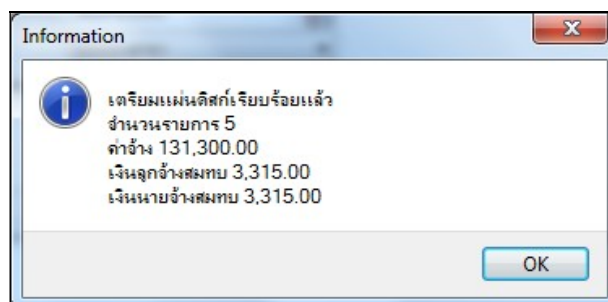 Information
เตรียมแผ่นดิสก์เรียบร้อยแล้ว
จำนวนรายการ 5
ค่าจ้าง 131,300.00
เงินลูกจ้างสมทบ 3,315.00
เงินนายจ้างสมทบ 3,315.00
OK